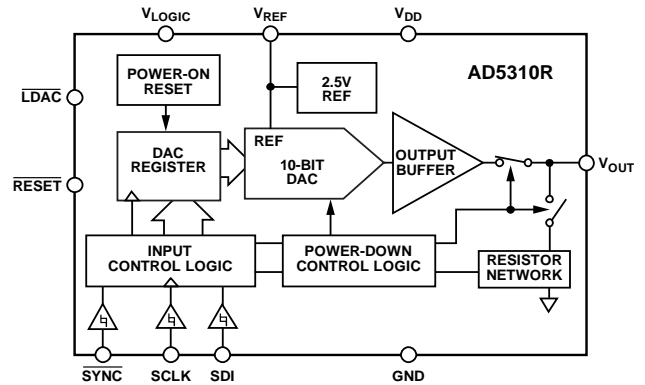 VLOGIC
VREF
VDD
POWER-ON
RESET
2.5V
REF
AD5310R
LDAC
DAC
REGISTER
REF
10-BIT
DAC
OUTPUT
BUFFER
VOUT
RESET
INPUT
CONTROL LOGIC
POWER-DOWN
CONTROL LOGIC
RESISTOR
NETWORK
SYNC
SCLK
SDI
GND